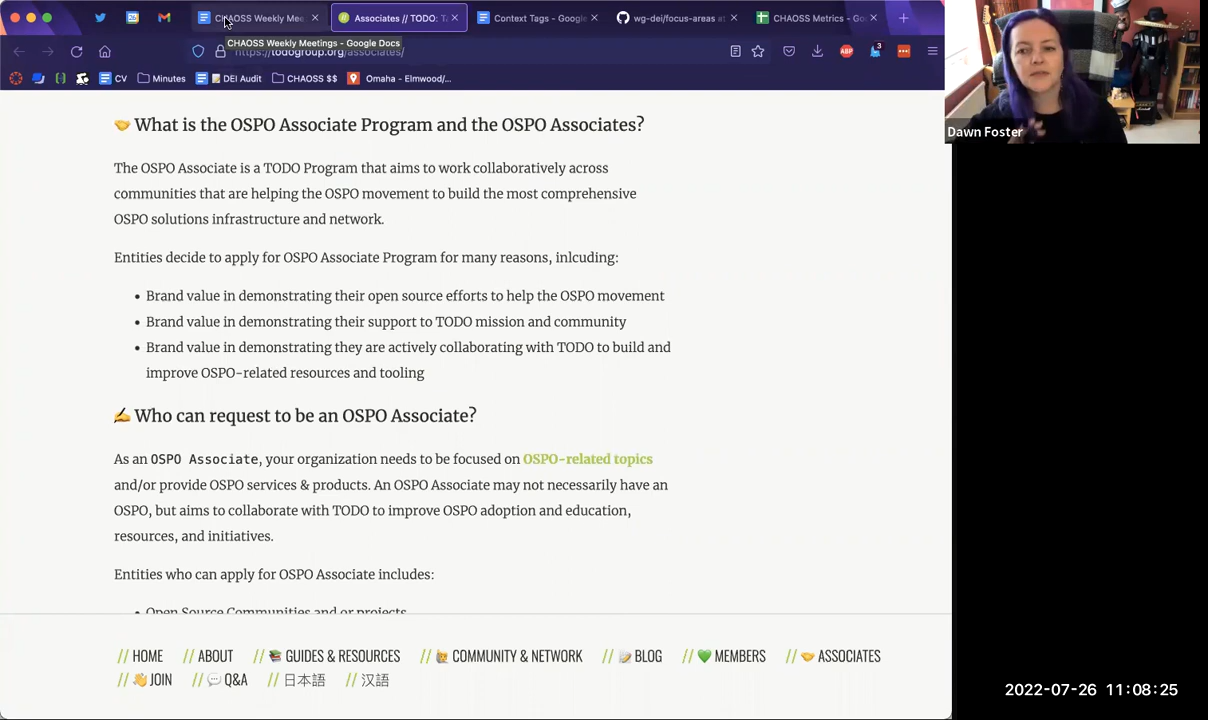 CHAOSS Weekly Mee
Associates // TODO: T
Context Tags - Google
wg-dei/focus-areas at
CHAOSS Metrics - Go
CHAOSS Weekly Meetings - Google Docs
https://todogroup.org/associates/
ABP
3
CV
Minutes
DEI Audit
CHAOSS $$
Omaha - Elmwood/...
Dawn Foster
🤝 What is the OSPO Associate Program and the OSPO Associates?
The OSPO Associate is a TODO Program that aims to work collaboratively across
communities that are helping the OSPO movement to build the most comprehensive
OSPO solutions infrastructure and network.
Entities decide to apply for OSPO Associate Program for many reasons, inlcuding:
• Brand value in demonstrating their open source efforts to help the OSPO movement
• Brand value in demonstrating their support to TODO mission and community
• Brand value in demonstrating they are actively collaborating with TODO to build and
improve OSPO-related resources and tooling
✍️ Who can request to be an OSPO Associate?
As an OSPO Associate, your organization needs to be focused on OSPO-related topics
and/or provide OSPO services & products. An OSPO Associate may not necessarily have an
OSPO, but aims to collaborate with TODO to improve OSPO adoption and education,
resources, and initiatives.
Entities who can apply for OSPO Associate includes:
• Open Source Communities and or projects
// HOME // ABOUT // 📚 GUIDES & RESOURCES // 🙋 COMMUNITY & NETWORK // 📝 BLOG // 💚 MEMBERS // 🤝 ASSOCIATES
// 👋 JOIN // 💬 Q&A // 日本語 // 汉语
2022-07-26 11:08:25